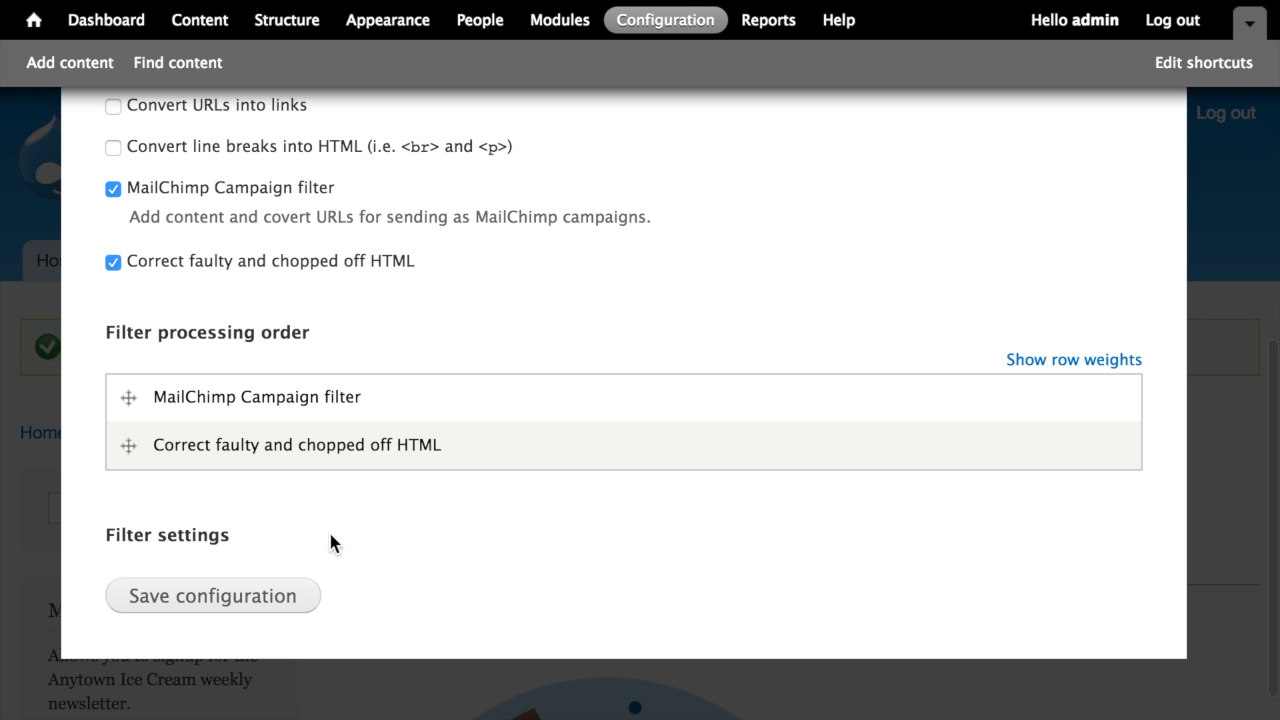 Dashboard Content Structure Appearance People Modules Configuration Reports Help Hello admin Log out
Add content Find content Edit shortcuts
Log out
Convert URLs into links
Convert line breaks into HTML (i.e. <br> and <p>)
MailChimp Campaign filter
Add content and covert URLs for sending as MailChimp campaigns.
Correct faulty and chopped off HTML
Filter processing order
Show row weights
MailChimp Campaign filter
Home
Correct faulty and chopped off HTML
Filter settings
Save configuration
Allows you to signup for the
Anytown Ice Cream weekly
newsletter.